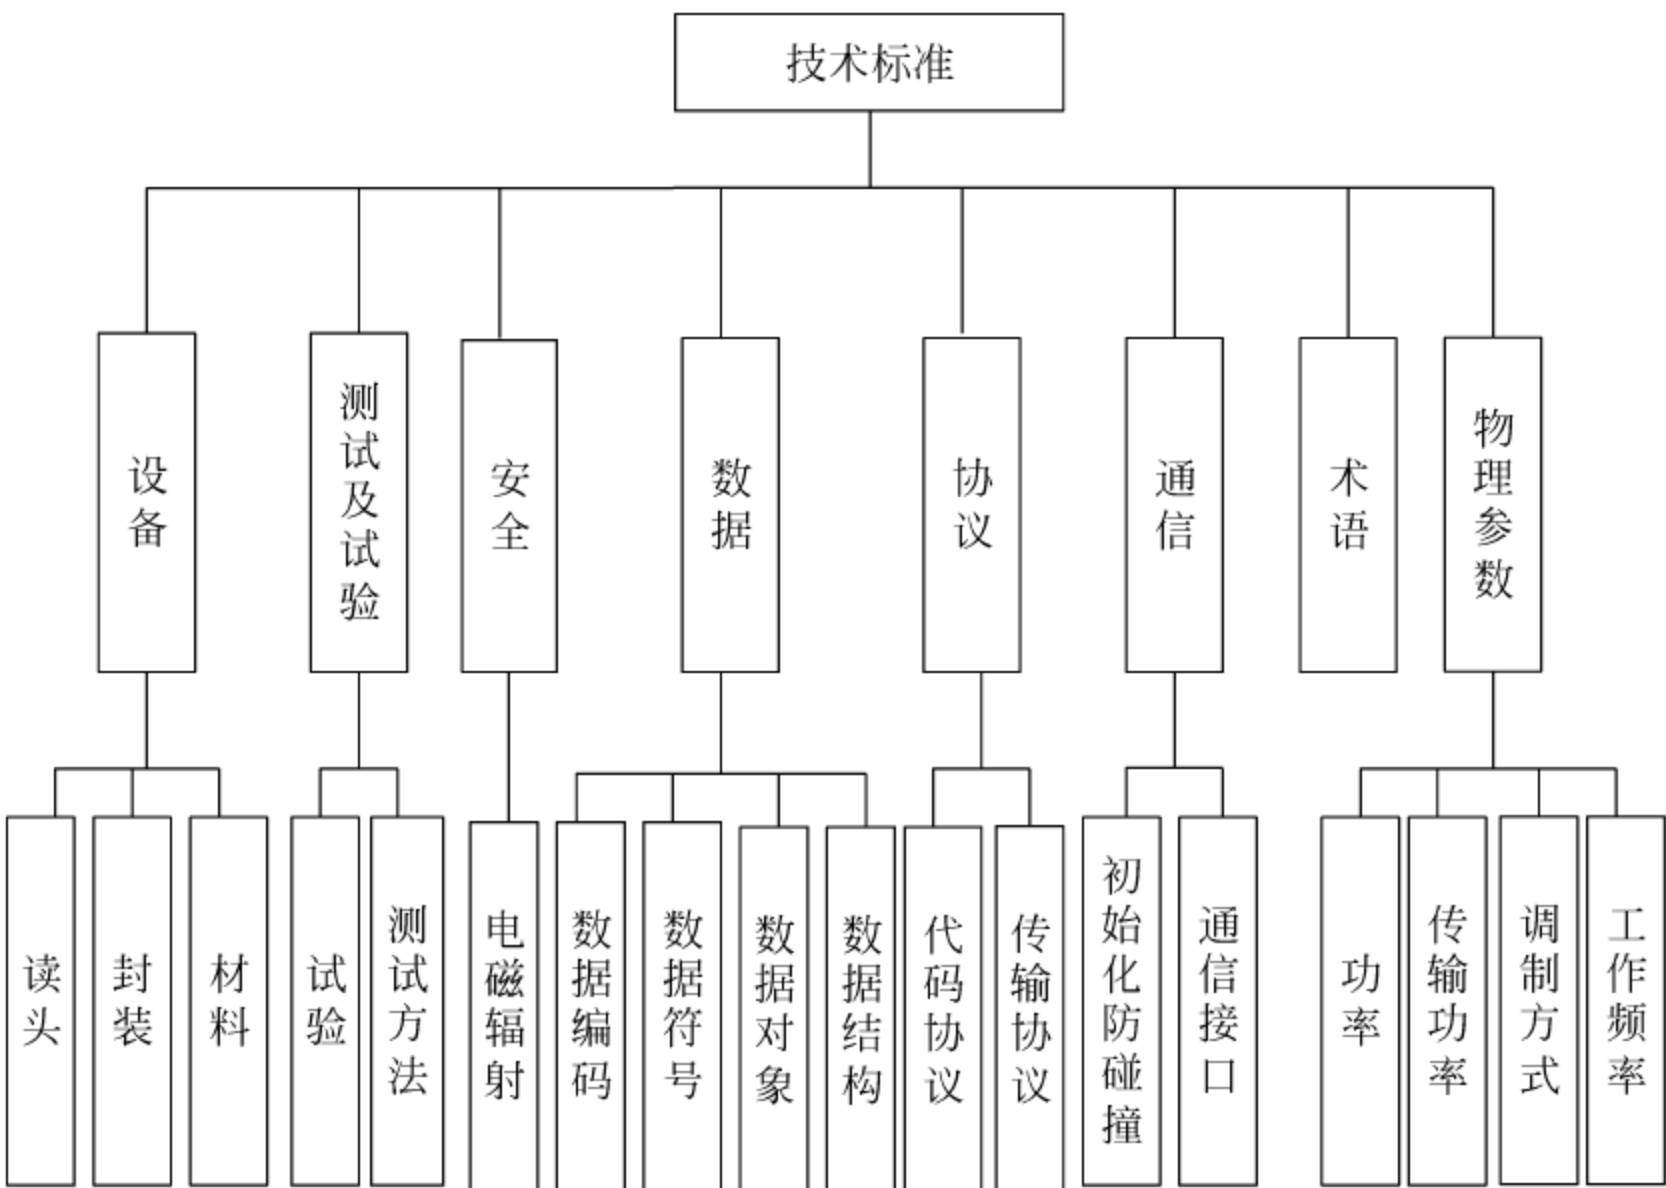 技术标准
设备
测试及试验
安全
数据
协议
通信
术语
物理参数
读头
封装
材料
试验
测试方法
电磁辐射
数据编码
数据符号
数据对象
数据结构
代码协议
传输协议
初始化防碰撞
通信接口
功率
传输功率
调制方式
工作频率